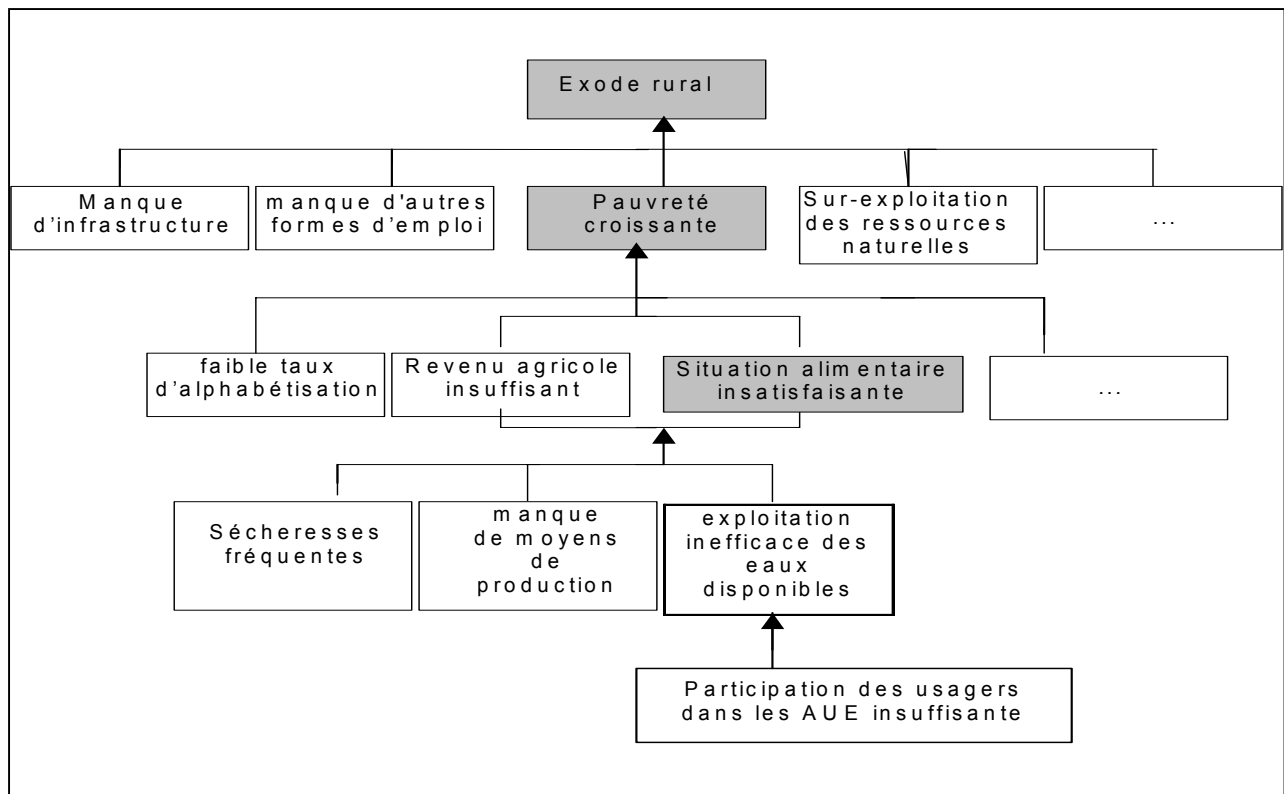 Exode rural
Manque
d'infrastructure
manque d'autres
formes d'emploi
Pauvreté
croissante
Sur-exploitation
des ressources
naturelles
...
faible taux
d'alphabétisation
Revenu agricole
insuffisant
Situation alimentaire
insatisfaisante
...
Sécheresses
fréquentes
manque
de moyens
de
production
exploitation
inefficace des
eaux
disponibles
Participation des usagers
dans les AUE insuffisante